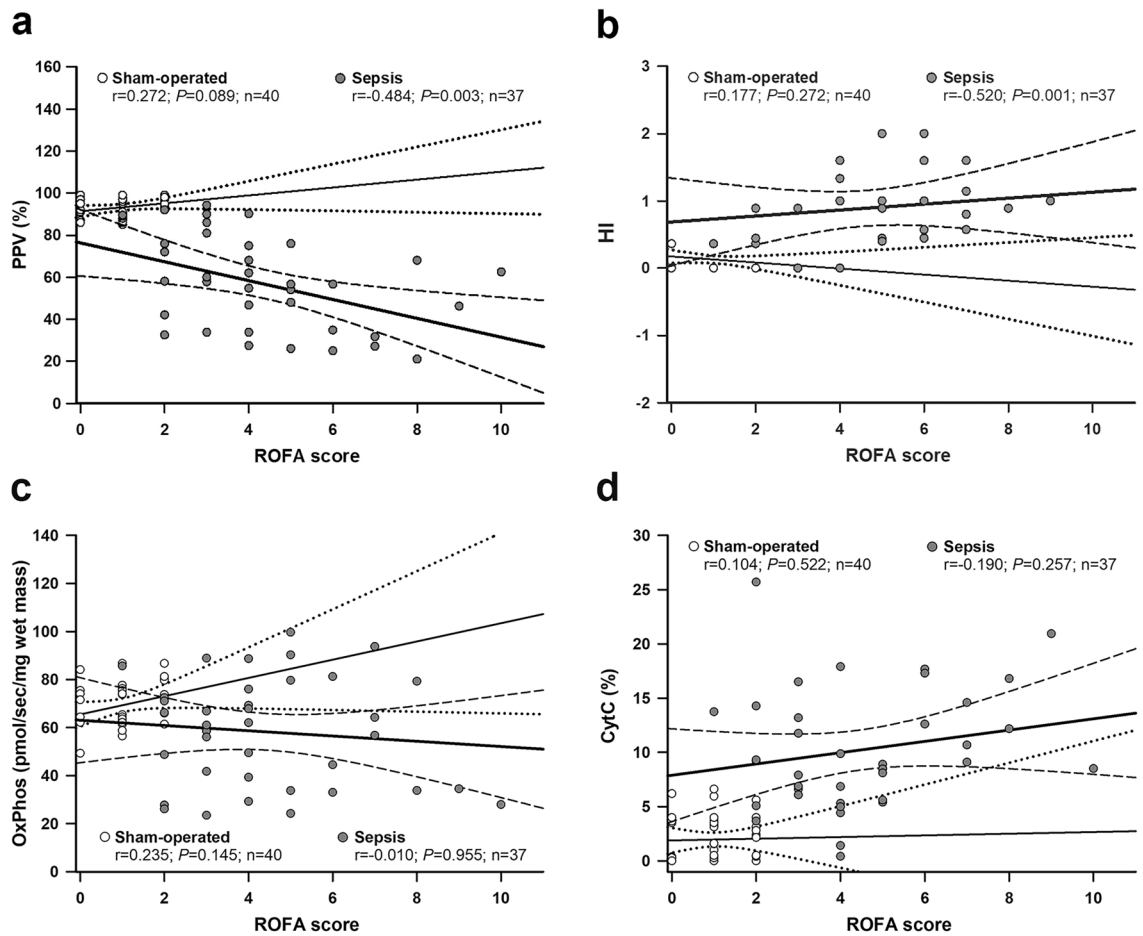 a
160
140
120
100
80
60
40
20
0
PPV (%)
Sham-operated
r=0.272; P=0.089; n=40
Sepsis
r=-0.484; P=0.003; n=37
0 2 4 6 8 10
ROFA score
b
3
2
1
0
-1
-2
HI
Sham-operated
r=0.177; P=0.272; n=40
Sepsis
r=-0.520; P=0.001; n=37
0 2 4 6 8 10
ROFA score
c
140
120
100
80
60
40
20
0
OxPhos (pmol/sec/mg wet mass)
Sham-operated
r=0.235; P=0.145; n=40
Sepsis
r=-0.010; P=0.955; n=37
0 2 4 6 8 10
ROFA score
d
30
25
20
15
10
5
0
CytC (%)
Sham-operated
r=0.104; P=0.522; n=40
Sepsis
r=-0.190; P=0.257; n=37
0 2 4 6 8 10
ROFA score